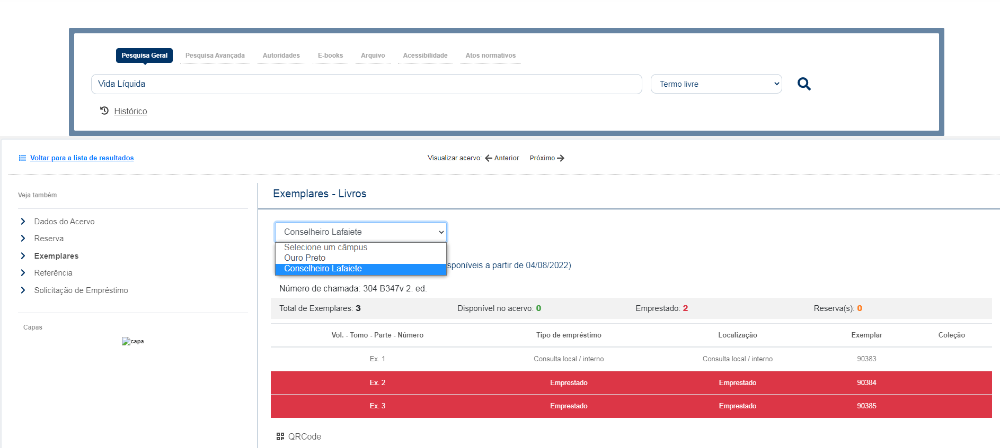 Pesquisa Geral Pesquisa Avançada Autoridades E-books Arquivo Acessibilidade Atos normativos
Vida Líquida Termo livre
Histórico
Voltar para a lista de resultados Visualizar acervo: Anterior Próximo
Veja também
Dados do Acervo
Reserva
Exemplares
Referência
Solicitação de Empréstimo
Capas
capa
Exemplares - Livros
Conselheiro Lafaiete
Selecione um câmpus
Ouro Preto
Conselheiro Lafaiete
sponíveis a partir de 04/08/2022)
Número de chamada: 304 B347v 2. ed.
Total de Exemplares: 3 Disponível no acervo: 0 Emprestado: 2 Reserva(s): 0
Vol. - Tomo - Parte - Número Tipo de empréstimo Localização Exemplar Coleção
Ex. 1 Consulta local / interno Consulta local / interno 90383
Ex. 2 Emprestado Emprestado 90384
Ex. 3 Emprestado Emprestado 90385
QRCode